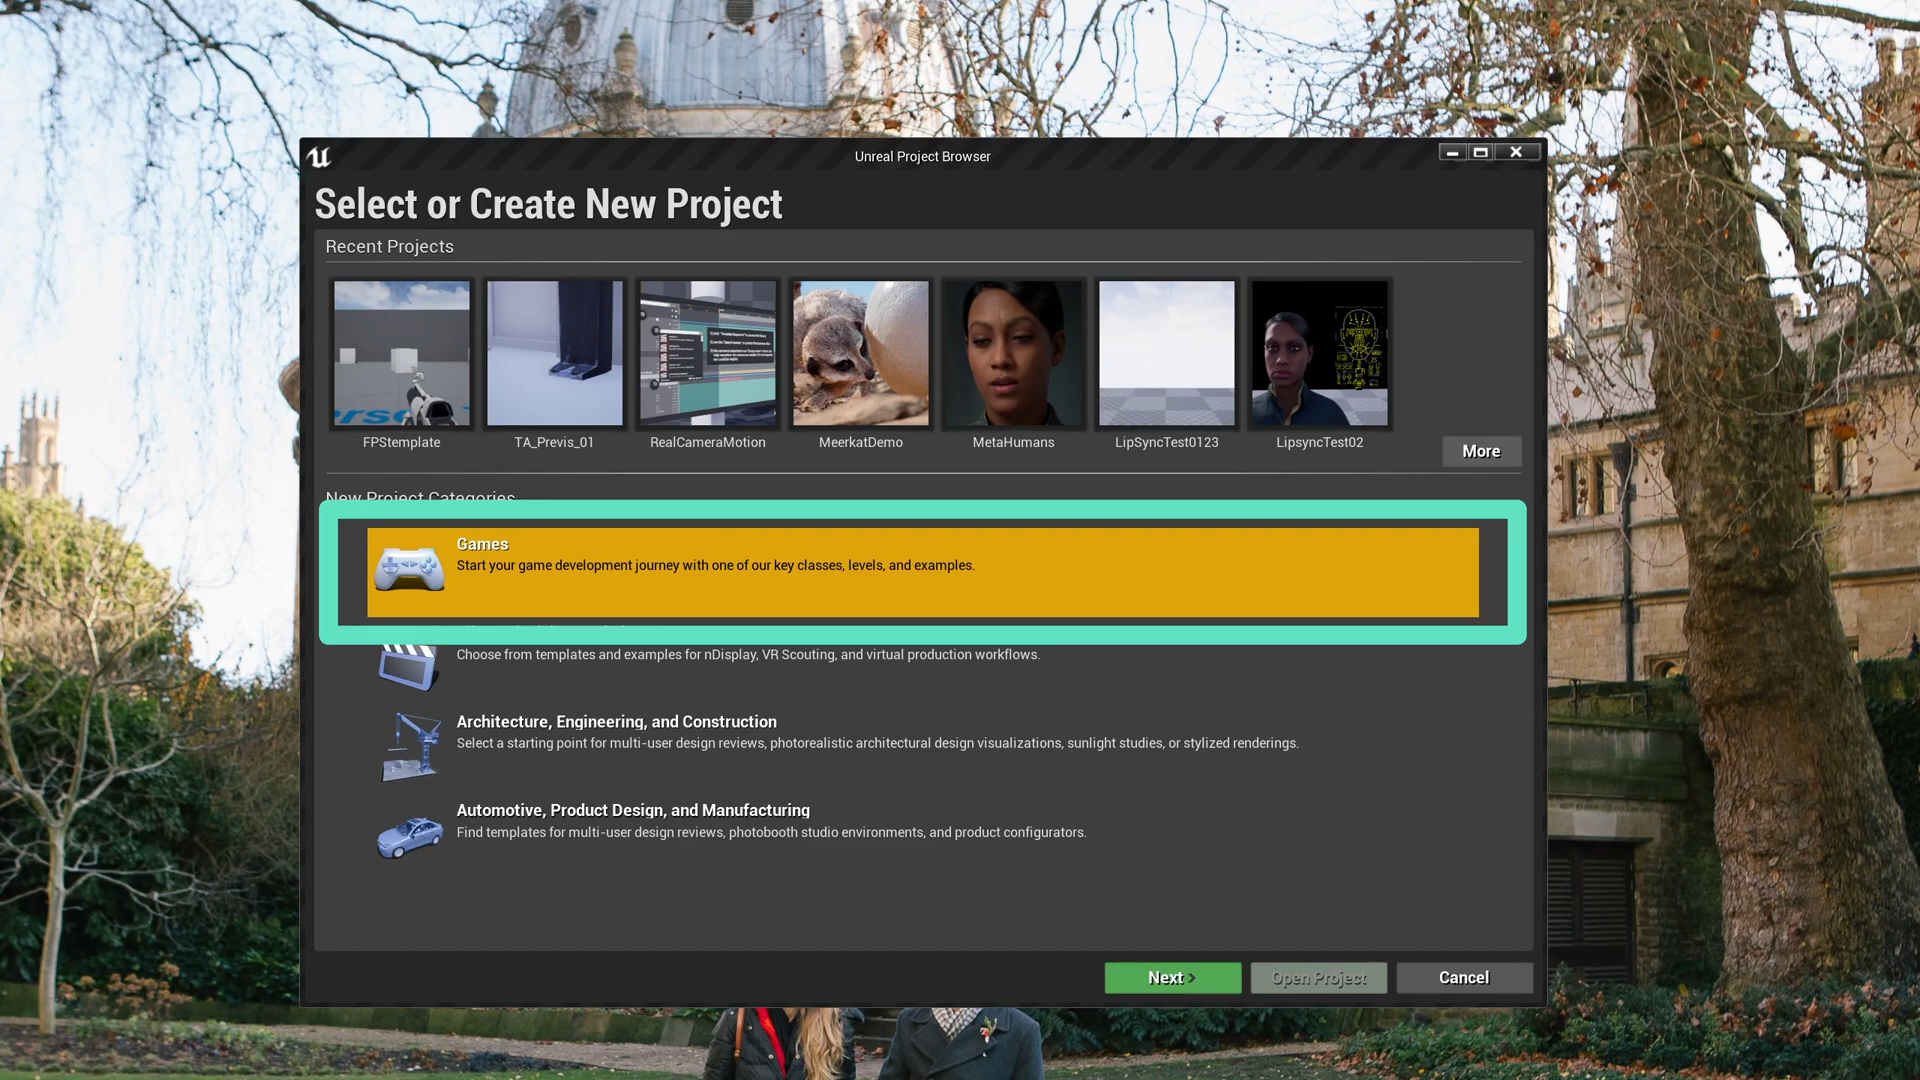 Unreal Project Browser
Select or Create New Project
Recent Projects
FPStemplate
TA_Previs_01
RealCameraMotion
MeerkatDemo
MetaHumans
LipSyncTest0123
LipsyncTest02
More
New Project Categories
Games
Start your game development journey with one of our key classes, levels, and examples.
Choose from templates and examples for nDisplay, VR Scouting, and virtual production workflows.
Architecture, Engineering, and Construction
Select a starting point for multi-user design reviews, photorealistic architectural design visualizations, sunlight studies, or stylized renderings.
Automotive, Product Design, and Manufacturing
Find templates for multi-user design reviews, photobooth studio environments, and product configurators.
Next >
Open Project
Cancel